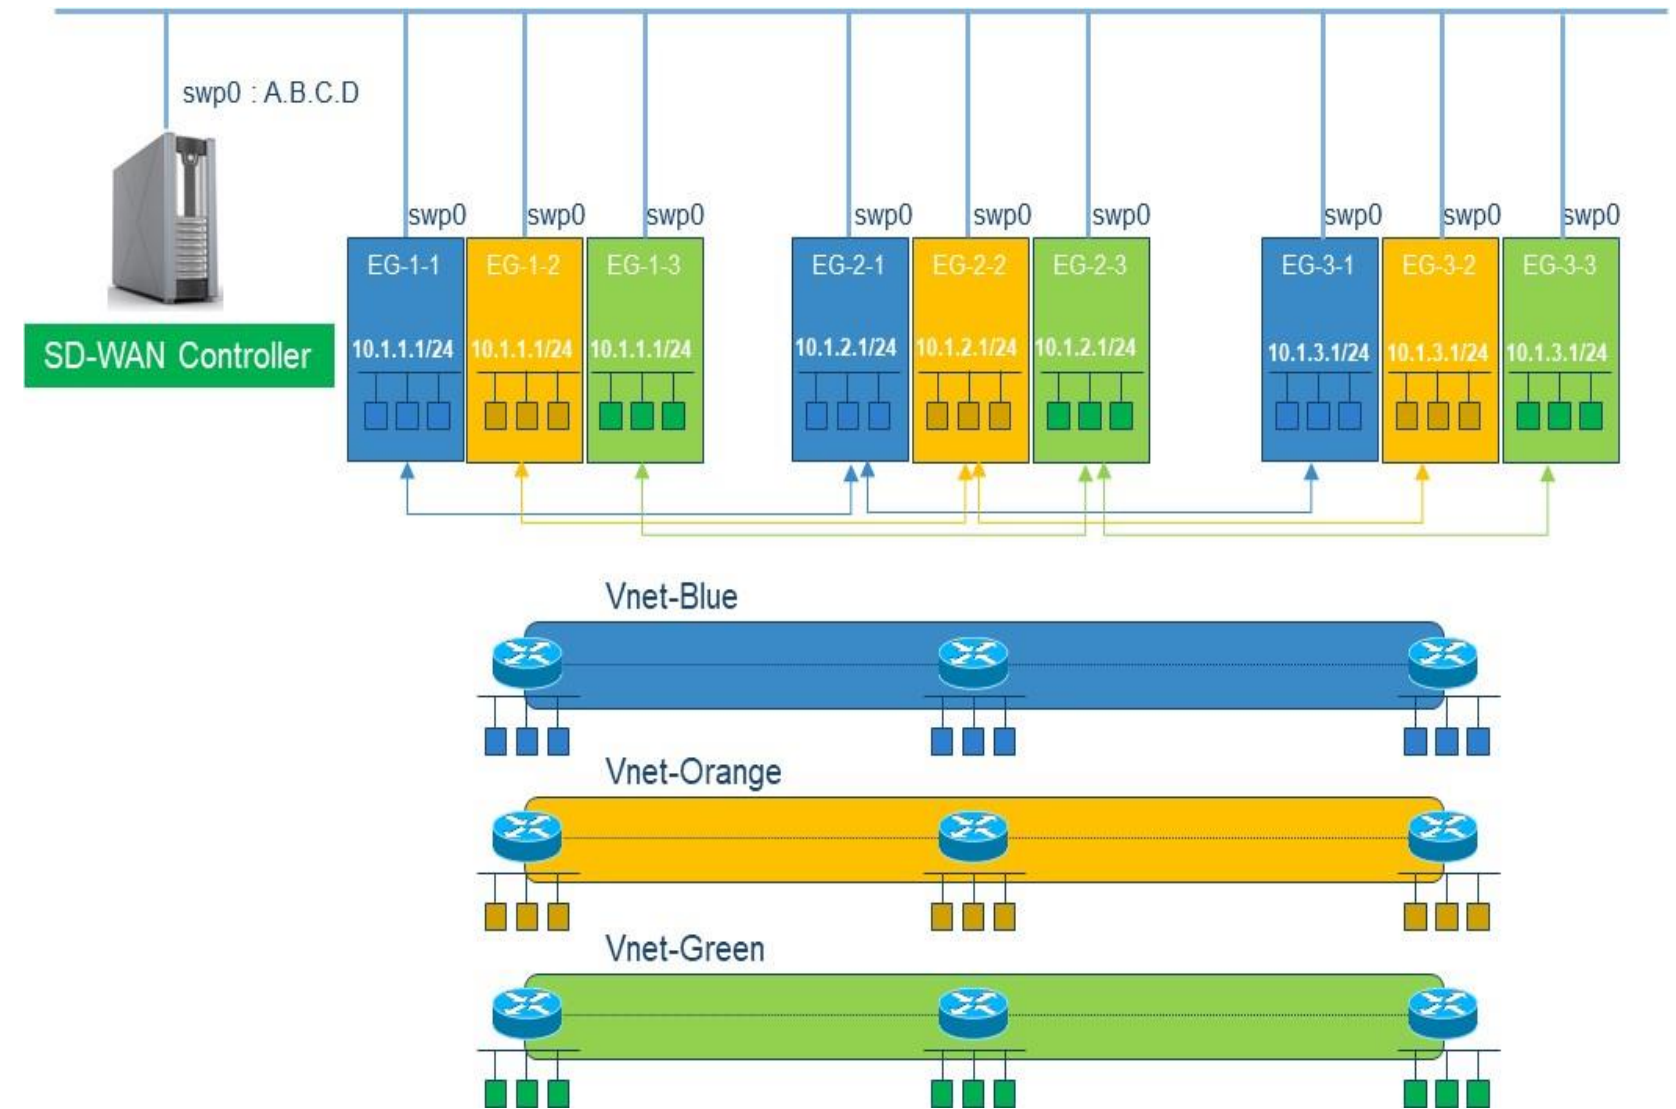 swp0 : A.B.C.D
SD-WAN Controller
swp0 swp0 swp0 swp0 swp0 swp0 swp0 swp0 swp0
EG-1-1 EG-1-2 EG-1-3 EG-2-1 EG-2-2 EG-2-3 EG-3-1 EG-3-2 EG-3-3
10.1.1.1/24 10.1.1.1/24 10.1.1.1/24 10.1.2.1/24 10.1.2.1/24 10.1.2.1/24 10.1.3.1/24 10.1.3.1/24 10.1.3.1/24
Vnet-Blue
Vnet-Orange
Vnet-Green